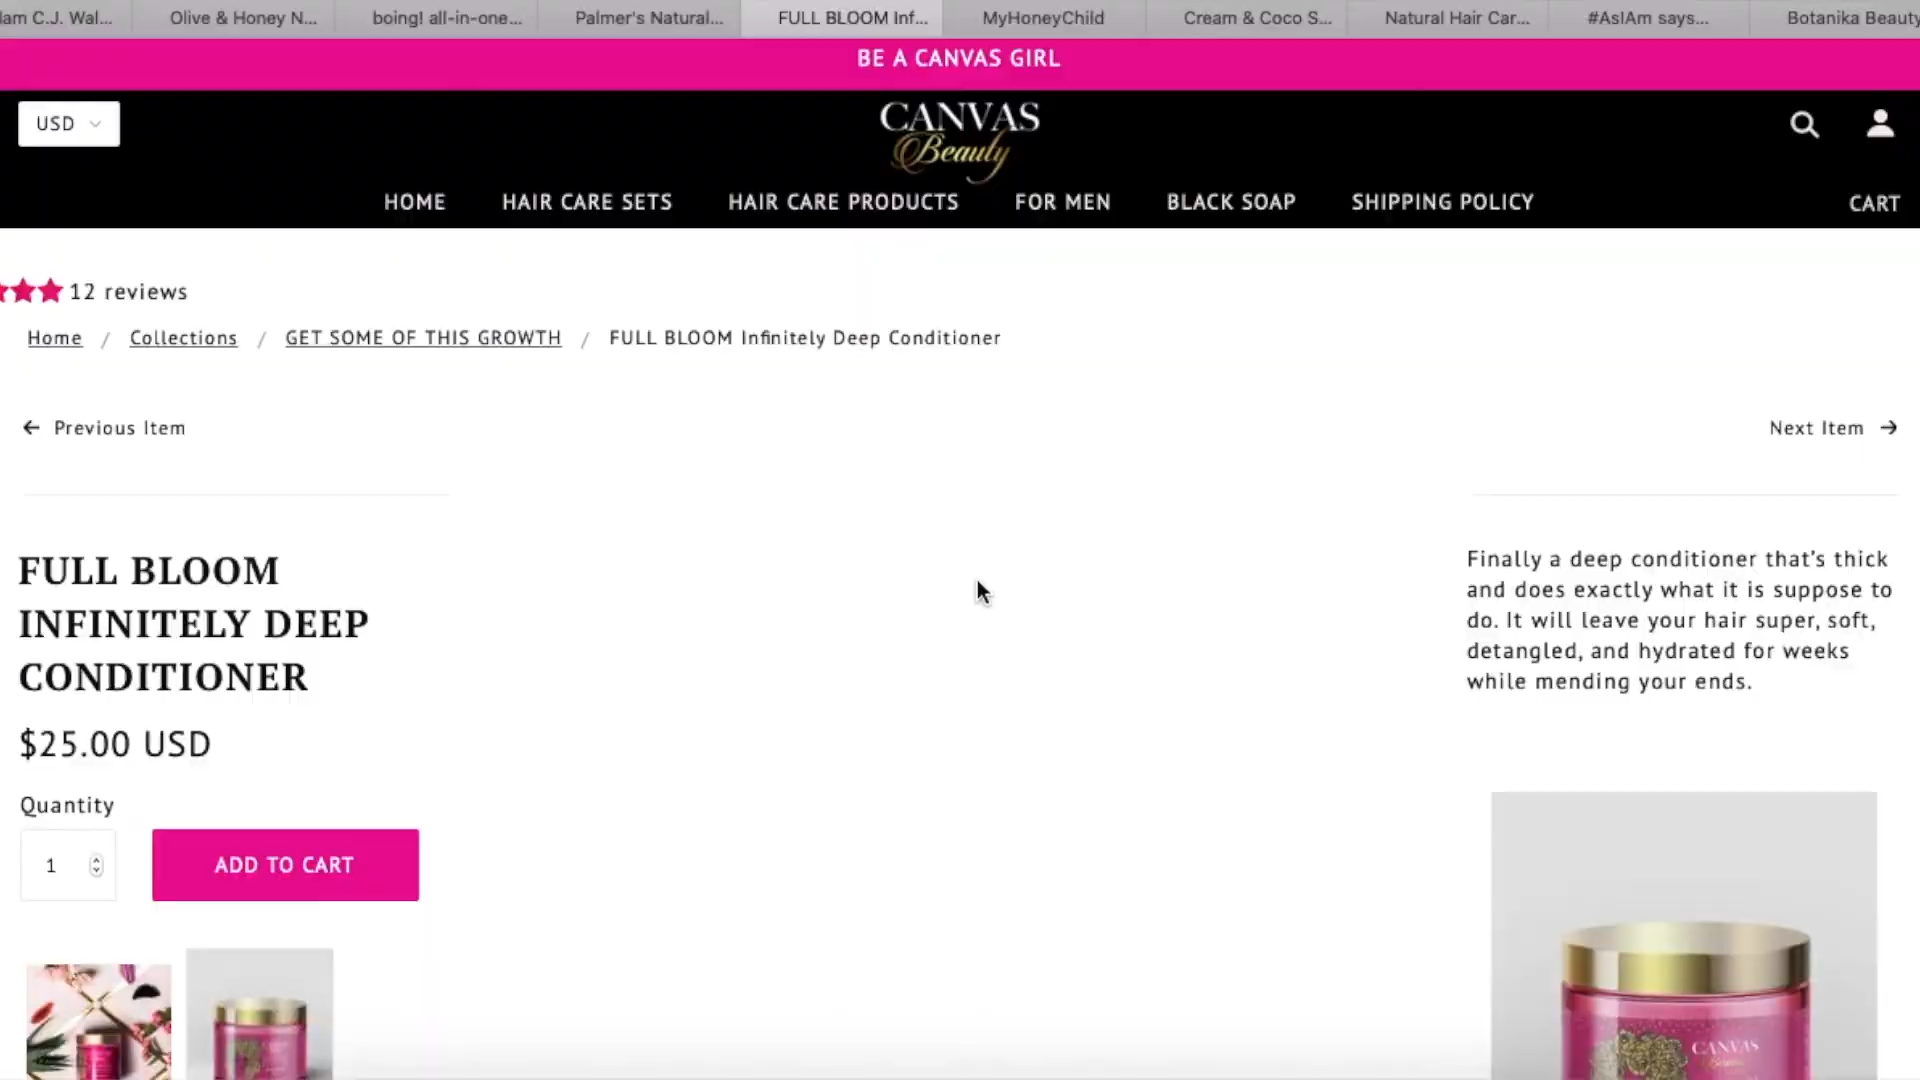 lam C.J. Wal...
Olive & Honey N...
boing! all-in-one...
Palmer's Natural...
FULL BLOOM Inf...
MyHoneyChild
Cream & Coco S...
Natural Hair Car...
#AsIAm says...
Botanika Beauty
BE A CANVAS GIRL
USD
CANVAS
Beauty
HOME
HAIR CARE SETS
HAIR CARE PRODUCTS
FOR MEN
BLACK SOAP
SHIPPING POLICY
CART
12 reviews
Home / Collections / GET SOME OF THIS GROWTH / FULL BLOOM Infinitely Deep Conditioner
Previous Item
Next Item
FULL BLOOM
INFINITELY DEEP
CONDITIONER
$25.00 USD
Quantity
1
ADD TO CART
Finally a deep conditioner that's thick
and does exactly what it is suppose to
do. It will leave your hair super, soft,
detangled, and hydrated for weeks
while mending your ends.
CANVAS
Beauty